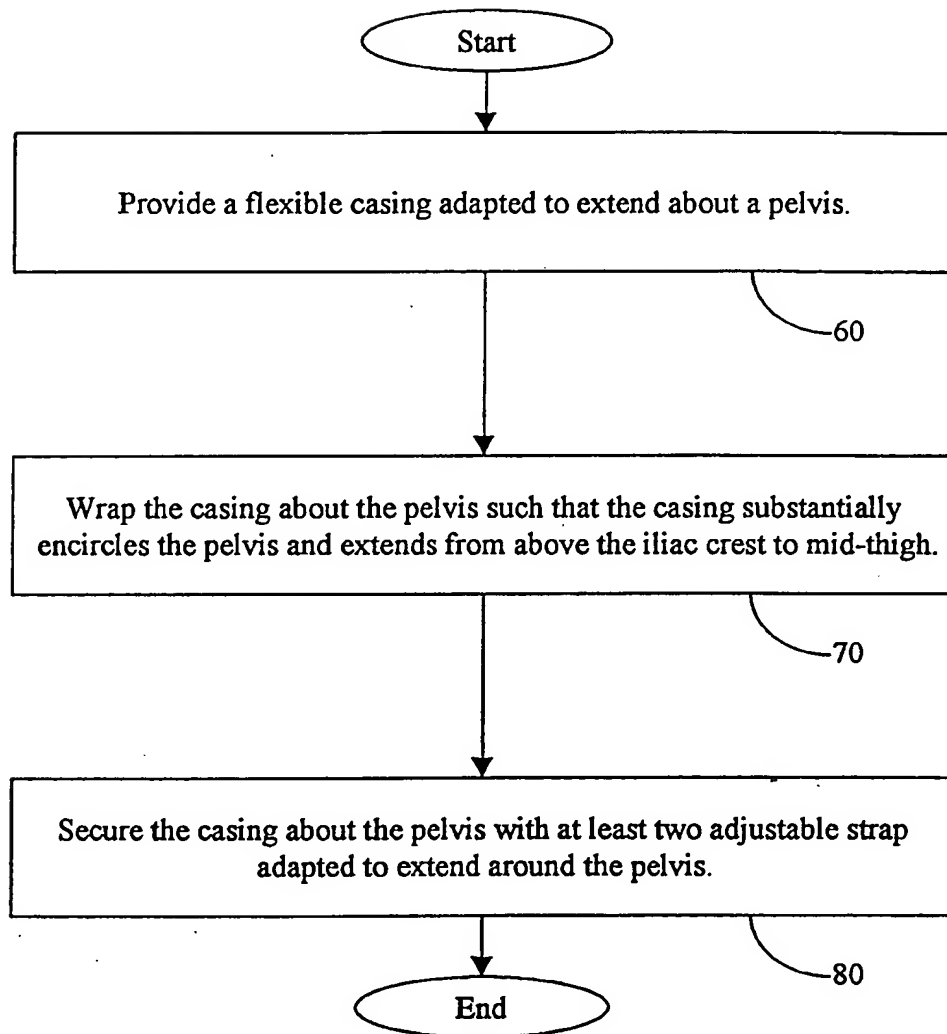 Start
Provide a flexible casing adapted to extend about a pelvis.
60
Wrap the casing about the pelvis such that the casing substantially
encircles the pelvis and extends from above the iliac crest to mid-thigh.
70
Secure the casing about the pelvis with at least two adjustable strap
adapted to extend around the pelvis.
80
End